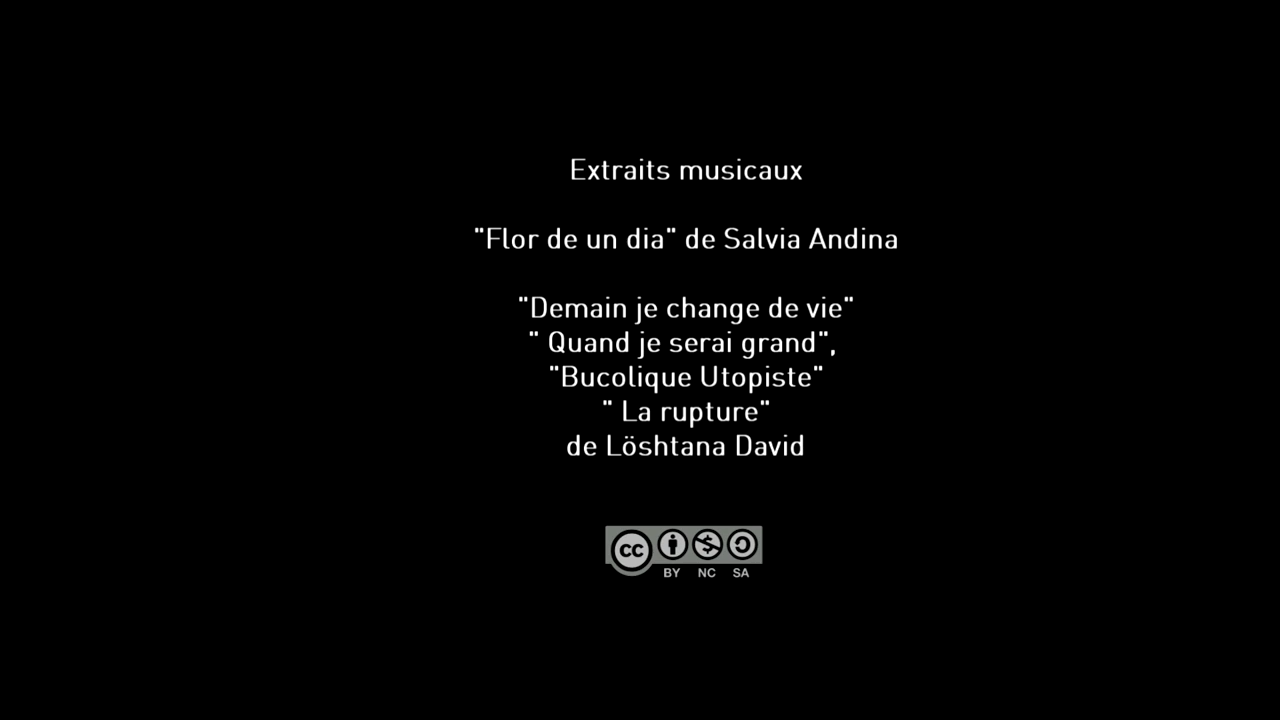 Extraits musicaux
"Flor de un dia" de Salvia Andina
"Demain je change de vie"
" Quand je serai grand",
"Bucolique Utopiste"
" La rupture"
de Löshtana David
cc
BY NC SA